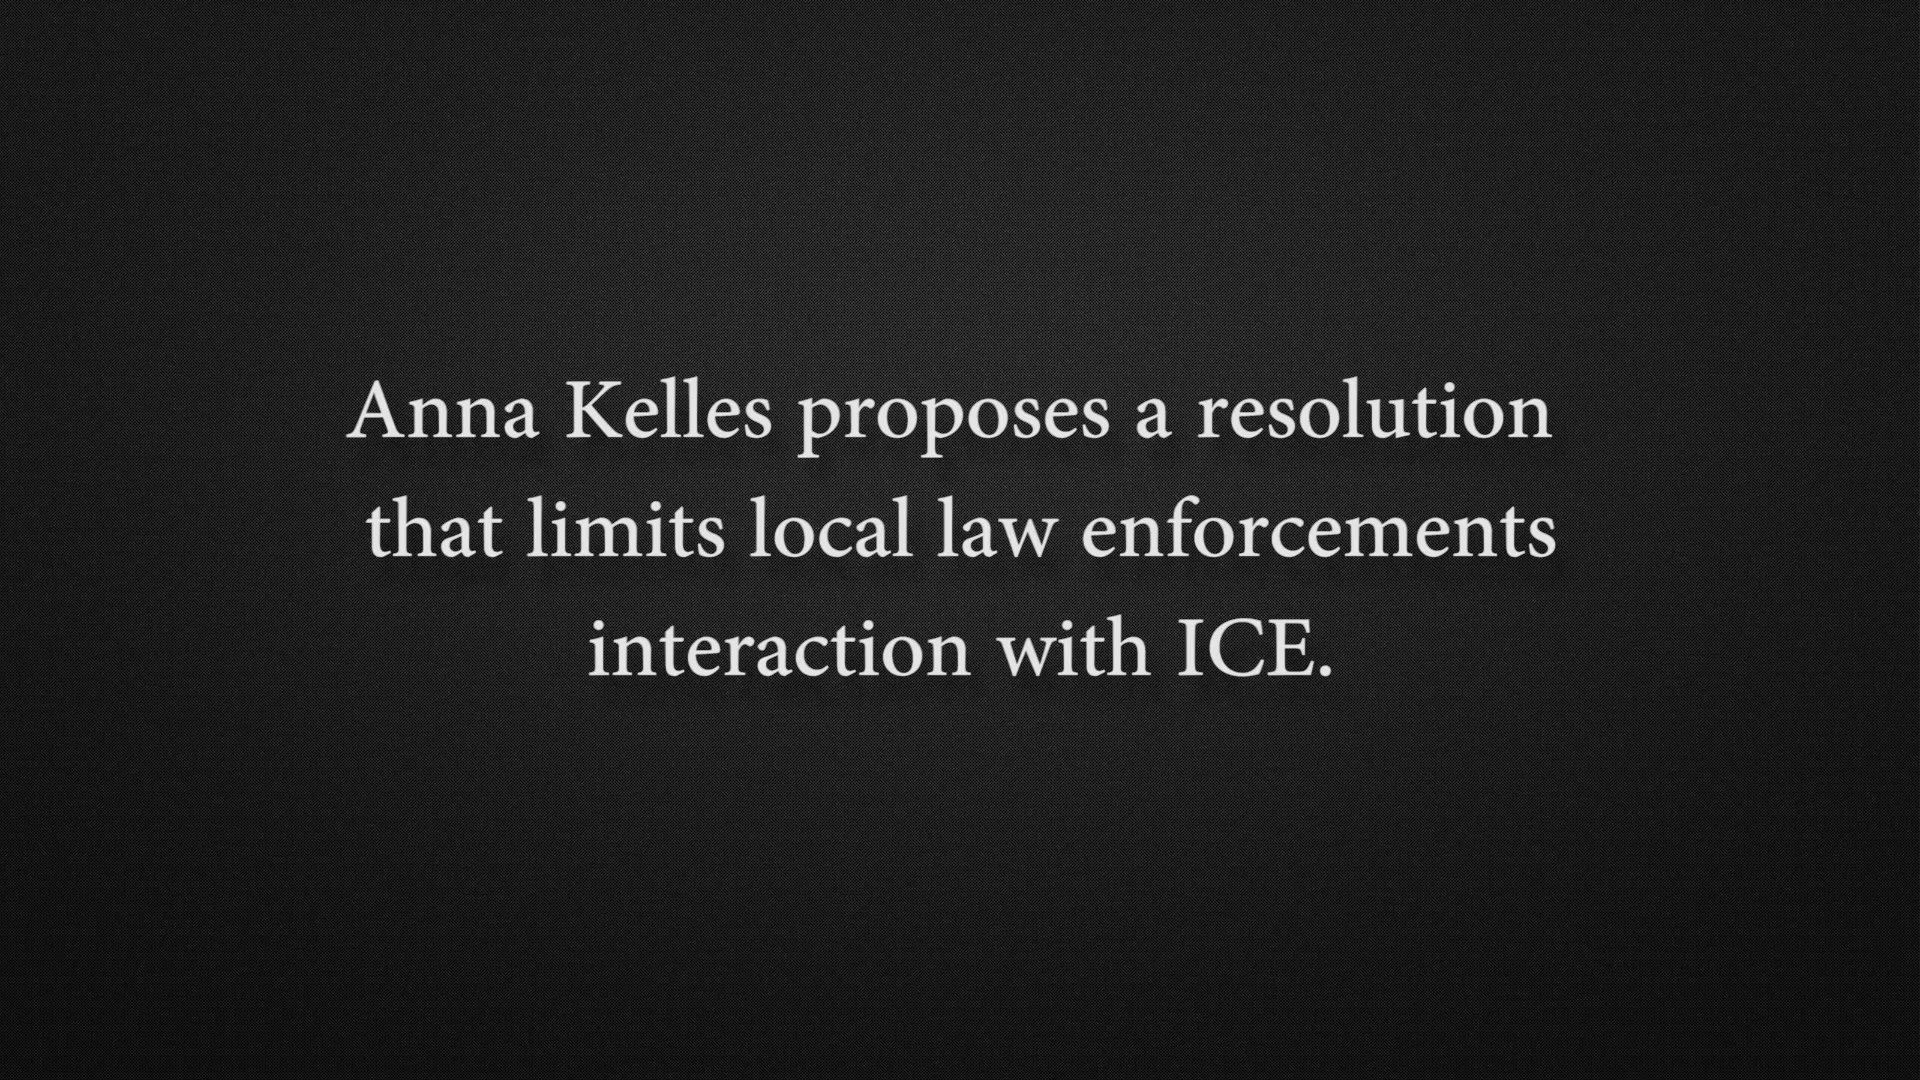 Anna Kelles proposes a resolution
that limits local law enforcements
interaction with ICE.